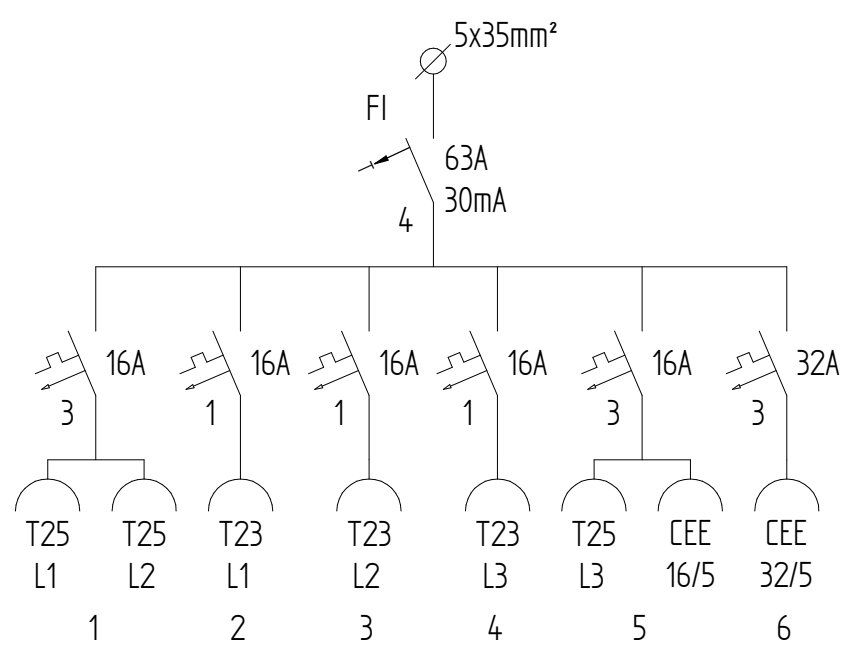 5x35mm²
FI
63A
30mA
4
16A 16A 16A 16A 16A 32A
3 1 1 1 3 3
T25 T25 T23 T23 T23 T25 CEE CEE
L1 L2 L1 L2 L3 L3 16/5 32/5
1 2 3 4 5 6